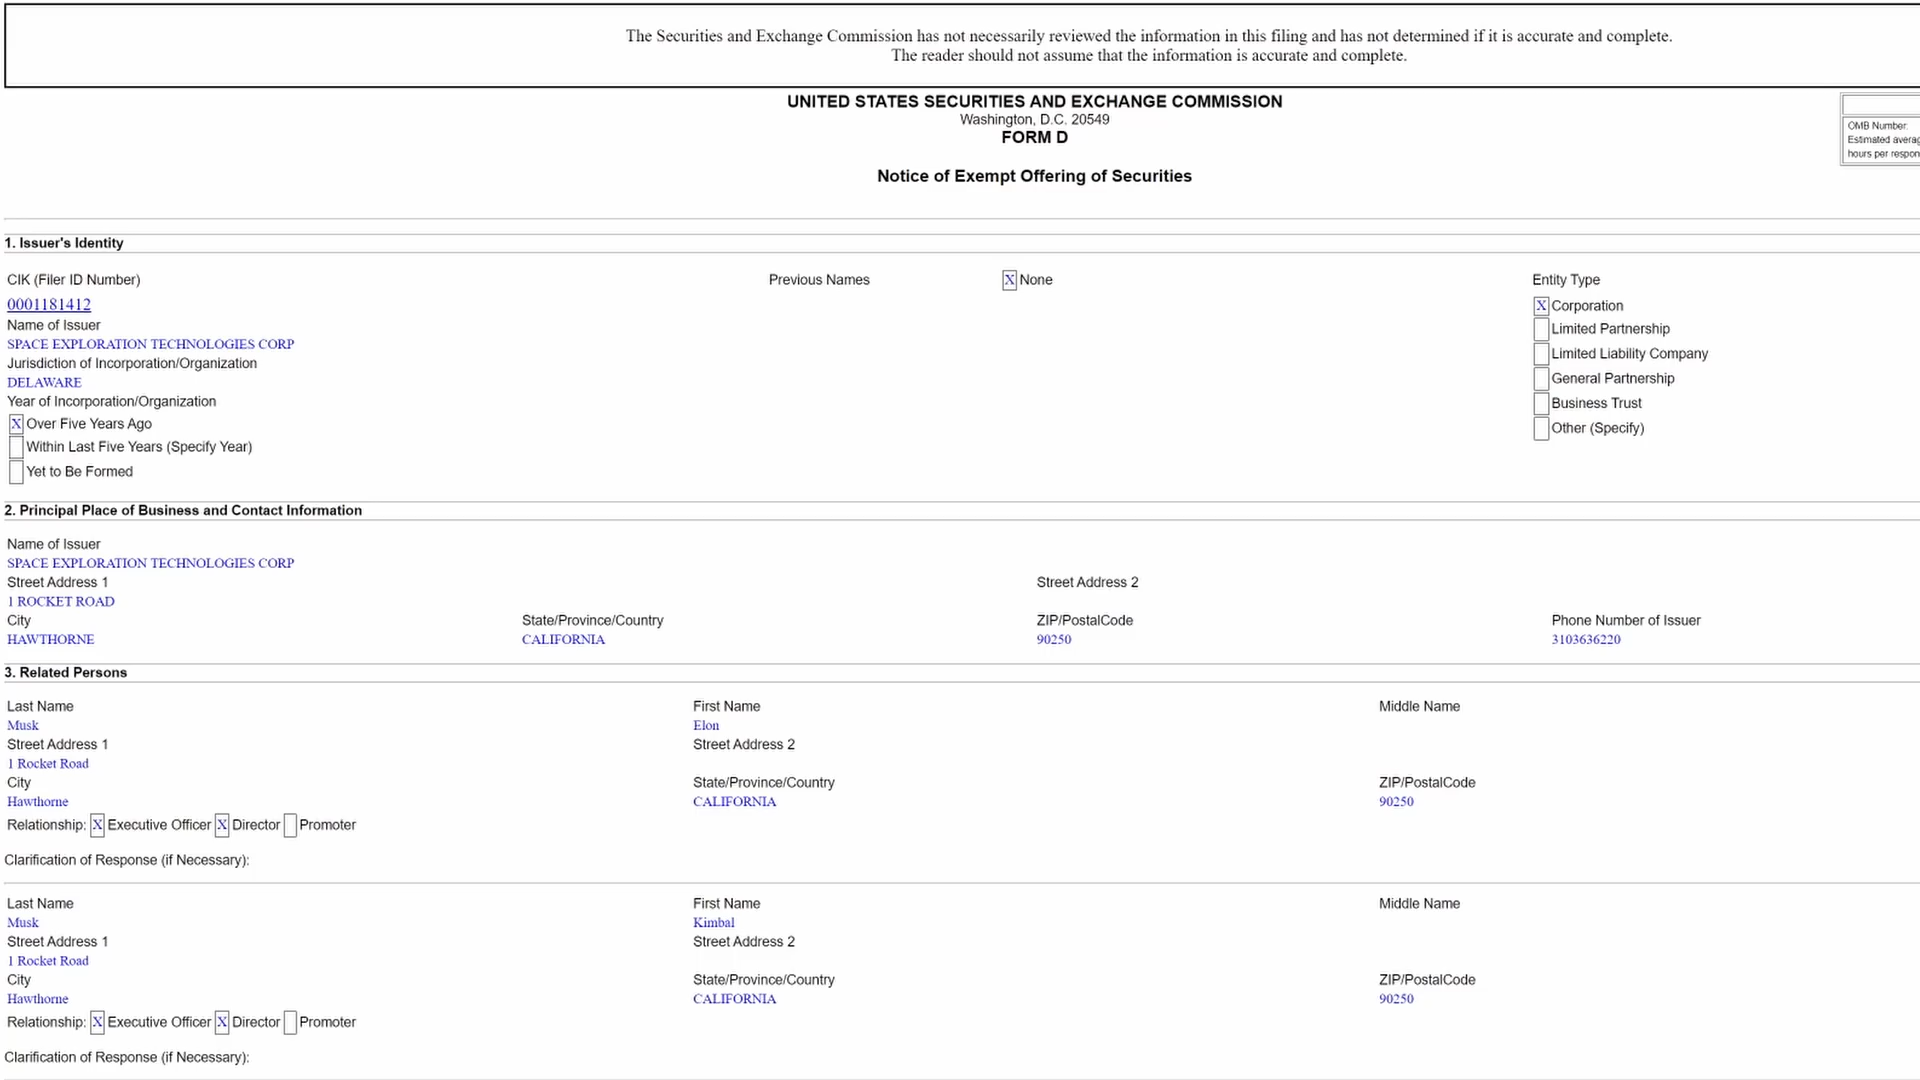 The Securities and Exchange Commission has not necessarily reviewed the information in this filing and has not determined if it is accurate and complete.
The reader should not assume that the information is accurate and complete.
UNITED STATES SECURITIES AND EXCHANGE COMMISSION
Washington, D.C. 20549
FORM D
Notice of Exempt Offering of Securities
OMB Number:
Estimated
hours per
1. Issuer's Identity
CIK (Filer ID Number) Previous Names X None Entity Type
0001181412
Name of Issuer
SPACE EXPLORATION TECHNOLOGIES CORP
Jurisdiction of Incorporation/Organization
DELAWARE
Year of Incorporation/Organization
X Over Five Years Ago
Within Last Five Years (Specify Year)
Yet to Be Formed
X Corporation
Limited Partnership
Limited Liability Company
General Partnership
Business Trust
Other (Specify)
2. Principal Place of Business and Contact Information
Name of Issuer
SPACE EXPLORATION TECHNOLOGIES CORP
Street Address 1 Street Address 2
1 ROCKET ROAD
City State/Province/Country ZIP/PostalCode Phone Number of Issuer
HAWTHORNE CALIFORNIA 90250 3103636220
3. Related Persons
Last Name First Name Middle Name
Musk Elon
Street Address 1 Street Address 2
1 Rocket Road
City State/Province/Country ZIP/PostalCode
Hawthorne CALIFORNIA 90250
Relationship: X Executive Officer X Director Promoter
Clarification of Response (if Necessary):
Last Name First Name Middle Name
Musk Kimbal
Street Address 1 Street Address 2
1 Rocket Road
City State/Province/Country ZIP/PostalCode
Hawthorne CALIFORNIA 90250
Relationship: X Executive Officer X Director Promoter
Clarification of Response (if Necessary):